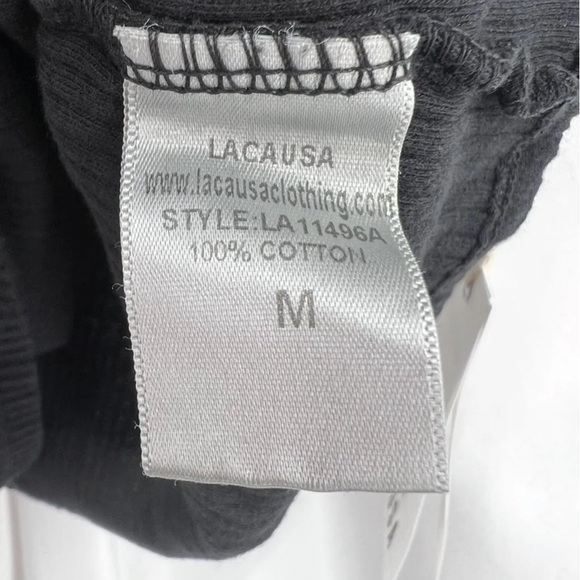 LACAUSA
www.lacausaclothing.com
STYLE:LA11496A
100% COTTON
M